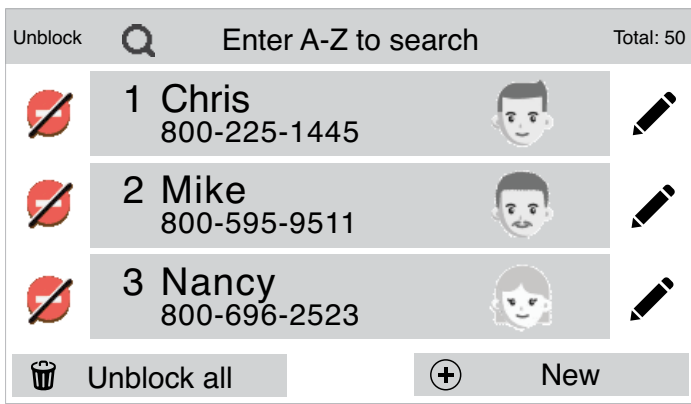 Unblock
Enter A-Z to search
Total: 50
1 Chris
800-225-1445
2 Mike
800-595-9511
3 Nancy
800-696-2523
Unblock all
New